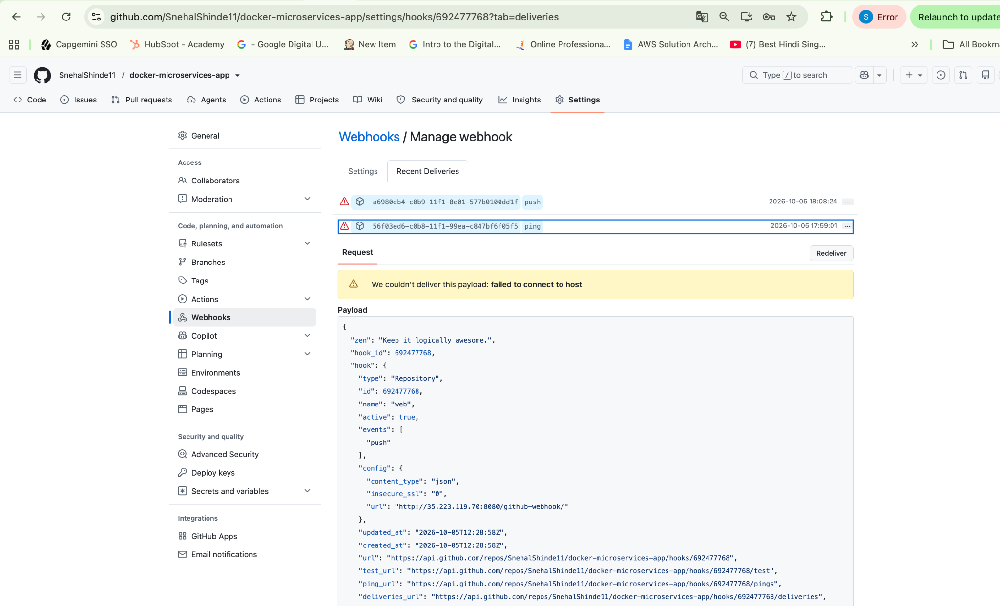 github.com/SnehalShinde11/docker-microservices-app/settings/hooks/692477768?tab=deliveries
S Error
Relaunch to update
Capgemini SSO
HubSpot - Academy
- Google Digital U...
New Item
Intro to the Digital...
Online Professiona...
AWS Solution Arch...
(7) Best Hindi Sing...
All Bookma
SnehalShinde11 / docker-microservices-app
Type / to search
Code
Issues
Pull requests
Agents
Actions
Projects
Wiki
Security and quality
Insights
Settings
General
Access
Collaborators
Moderation
Code, planning, and automation
Rulesets
Branches
Tags
Actions
Webhooks
Copilot
Planning
Environments
Codespaces
Pages
Security and quality
Advanced Security
Deploy keys
Secrets and variables
Integrations
GitHub Apps
Email notifications
Webhooks / Manage webhook
Settings
Recent Deliveries
a6980db4-c0b9-11f1-8e01-577b0100dd1f push 2026-10-05 18:08:24 ...
56f03ed6-c0b8-11f1-99ea-c847bf6f05f5 ping 2026-10-05 17:59:01 ...
Request
Redeliver
We couldn't deliver this payload: failed to connect to host
Payload
{
"zen": "Keep it logically awesome.",
"hook_id": 692477768,
"hook": {
"type": "Repository",
"id": 692477768,
"name": "web",
"active": true,
"events": [
"push"
],
"config": {
"content_type": "json",
"insecure_ssl": "0",
"url": "http://35.223.119.70:8080/github-webhook/"
},
"updated_at": "2026-10-05T12:28:58Z",
"created_at": "2026-10-05T12:28:58Z",
"url": "https://api.github.com/repos/SnehalShinde11/docker-microservices-app/hooks/692477768",
"test_url": "https://api.github.com/repos/SnehalShinde11/docker-microservices-app/hooks/692477768/test",
"ping_url": "https://api.github.com/repos/SnehalShinde11/docker-microservices-app/hooks/692477768/pings",
"deliveries_url": "https://api.github.com/repos/SnehalShinde11/docker-microservices-app/hooks/692477768/deliveries",